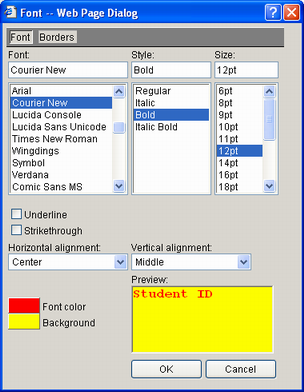 Font -- Web Page Dialog
Font Borders
Font: Style: Size:
Courier New Bold 12pt
Arial Regular 6pt
Courier New Italic 8pt
Lucida Console Bold 9pt
Lucida Sans Unicode Italic Bold 10pt
Times New Roman 11pt
Wingdings 12pt
Symbol 14pt
Verdana 16pt
Comic Sans MS 18pt
Underline
Strikethrough
Horizontal alignment: Vertical alignment:
Center Middle
Preview:
Student ID
Font color
Background
OK Cancel